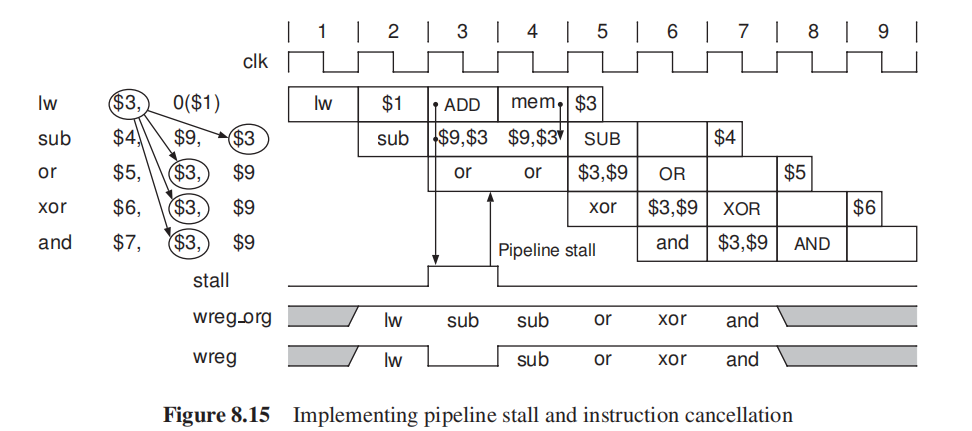 1 2 3 4 5 6 7 8 9
clk
lw $3, 0($1) lw $1 ADD mem $3
sub $4, $9, $3 sub $9,$3 $9,$3 SUB $4
or $5, $3, $9 or or $3,$9 OR $5
xor $6, $3, $9 xor $3,$9 XOR $6
and $7, $3, $9 and $3,$9 AND
Pipeline stall
stall
wreg_org lw sub sub or xor and
wreg lw sub or xor and
Figure 8.15 Implementing pipeline stall and instruction cancellation